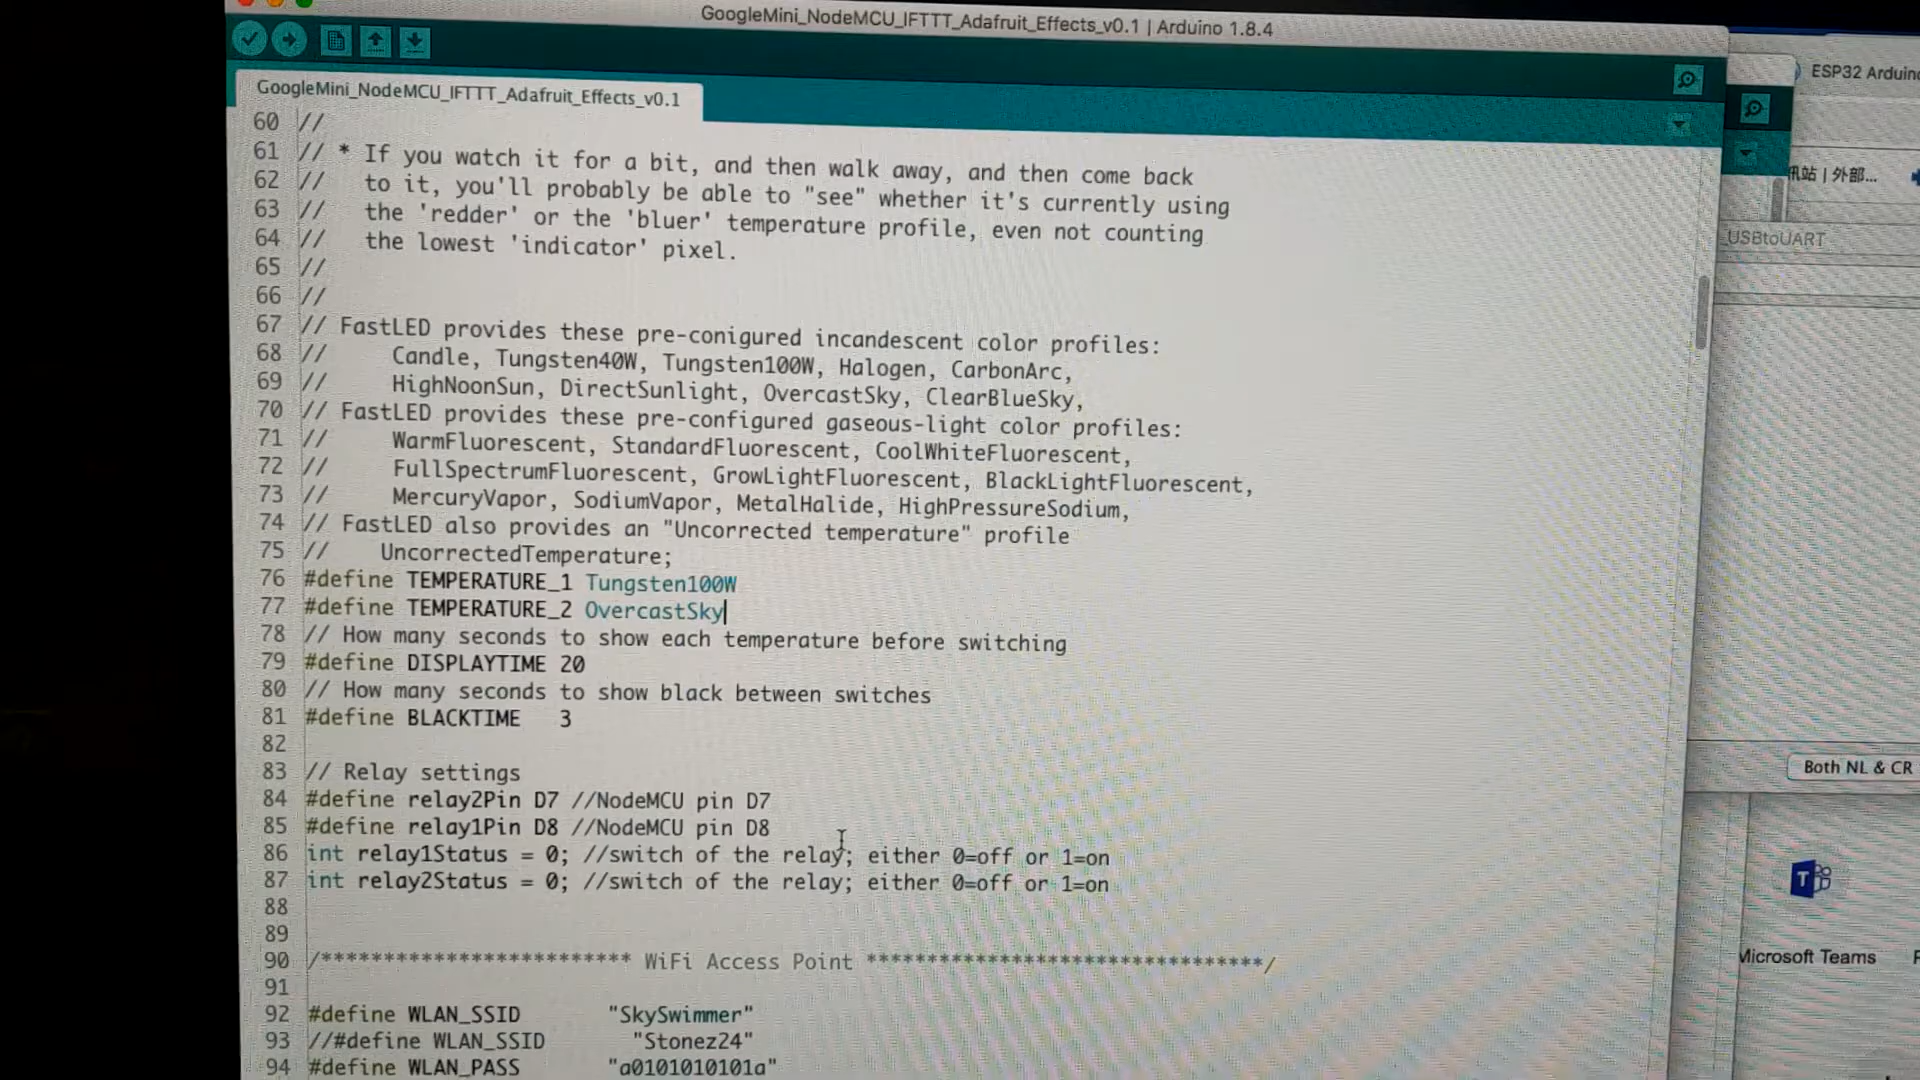 GoogleMini_NodeMCU_IFTTT_Adafruit_Effects_v0.1 | Arduino 1.8.4
ESP32 Arduino
GoogleMini_NodeMCU_IFTTT_Adafruit_Effects_v0.1
讯站 | 外部...
_USBtoUART
60 //
61 // * If you watch it for a bit, and then walk away, and then come back
62 //   to it, you'll probably be able to "see" whether it's currently using
63 //   the 'redder' or the 'bluer' temperature profile, even not counting
64 //   the lowest 'indicator' pixel.
65 //
66 //
67 // FastLED provides these pre-conigured incandescent color profiles:
68 //     Candle, Tungsten40W, Tungsten100W, Halogen, CarbonArc,
69 //     HighNoonSun, DirectSunlight, OvercastSky, ClearBlueSky,
70 // FastLED provides these pre-configured gaseous-light color profiles:
71 //     WarmFluorescent, StandardFluorescent, CoolWhiteFluorescent,
72 //     FullSpectrumFluorescent, GrowLightFluorescent, BlackLightFluorescent,
73 //     MercuryVapor, SodiumVapor, MetalHalide, HighPressureSodium,
74 // FastLED also provides an "Uncorrected temperature" profile
75 //    UncorrectedTemperature;
76 #define TEMPERATURE_1 Tungsten100W
77 #define TEMPERATURE_2 OvercastSky
78 // How many seconds to show each temperature before switching
79 #define DISPLAYTIME 20
80 // How many seconds to show black between switches
81 #define BLACKTIME   3
82
83 // Relay settings
84 #define relay2Pin D7 //NodeMCU pin D7
85 #define relay1Pin D8 //NodeMCU pin D8
86 int relay1Status = 0; //switch of the relay; either 0=off or 1=on
87 int relay2Status = 0; //switch of the relay; either 0=off or 1=on
88
89
90 /************************* WiFi Access Point *********************************/
91
92 #define WLAN_SSID       "SkySwimmer"
93 //#define WLAN_SSID       "Stonez24"
94 #define WLAN_PASS       "a0101010101a"
Both NL & CR
Microsoft Teams